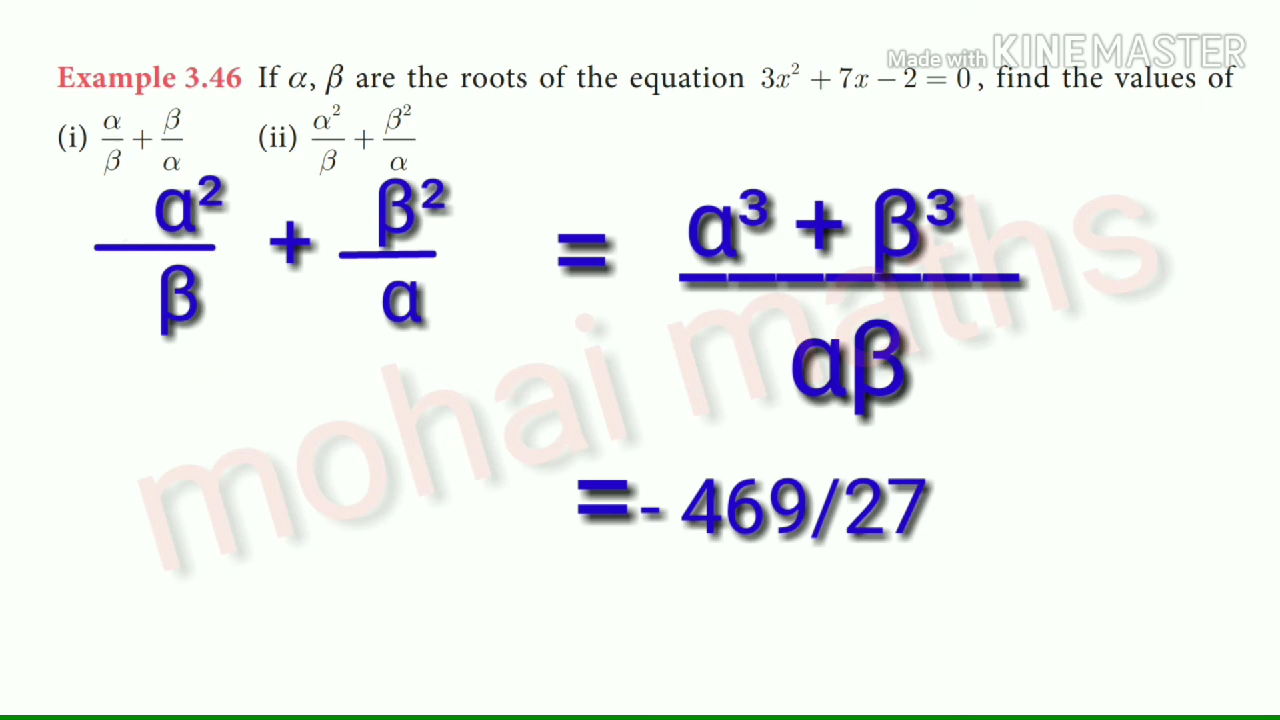 Made with KINEMASTER
Example 3.46 If α, β are the roots of the equation 3x² + 7x − 2 = 0, find the values of
(i) α/β + β/α (ii) α²/β + β²/α
α²/β + β²/α = α³ + β³/αβ
= - 469/27
mohai maths